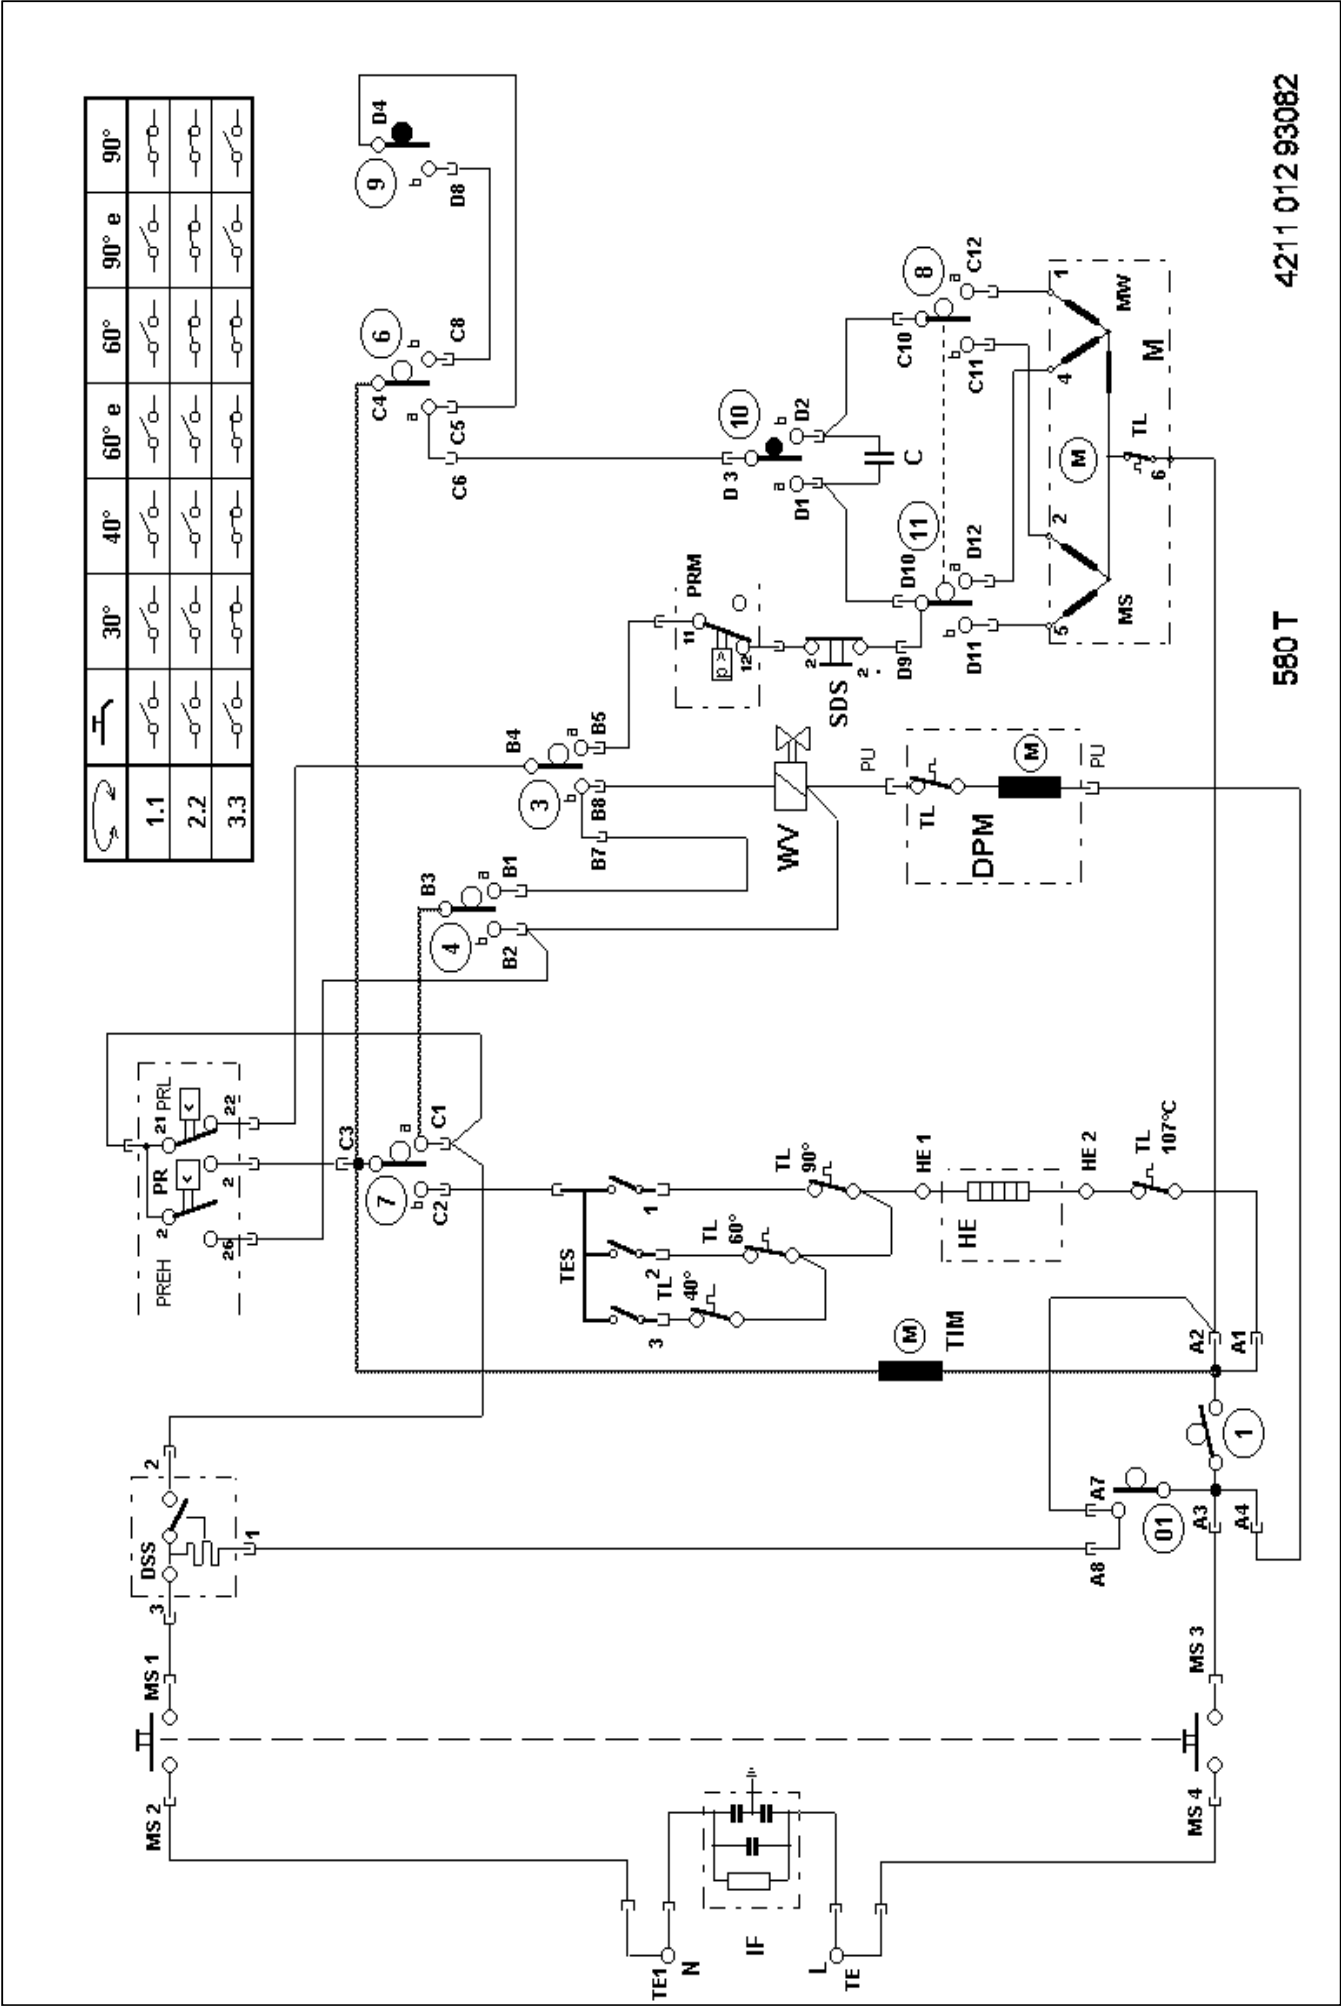 90°
90° e
60°
60° e
40°
30°
1.1
2.2
3.3
D4
9
b
D8
6
C4
b
C8
a
C5
C6
10
D 3
b
D2
a
D1
C
8
C10
a
C12
b
C11
11
D10
a
D12
b
D11
1
MW
4
M
M
TL
6
2
MS
5
PRM
11
p >
12
2
SDS
2
D9
B4
3
a
B5
b
B8
B7
WV
PU
TL
M
PU
DPM
B3
4
a
B1
b
B2
21
PRL
<
22
PR
<
2
2
26
PREH
C3
7
a
C1
b
C2
TES
1
2
3
TL
90°
TL
60°
TL
40°
HE 1
HE
HE 2
TL
107°C
M
TIM
A2
A1
1
A7
01
A8
A3
A4
2
DSS
1
3
MS 1
MS 2
MS 3
MS 4
TE1
N
IF
L
TE
580 T
4211 012 93082